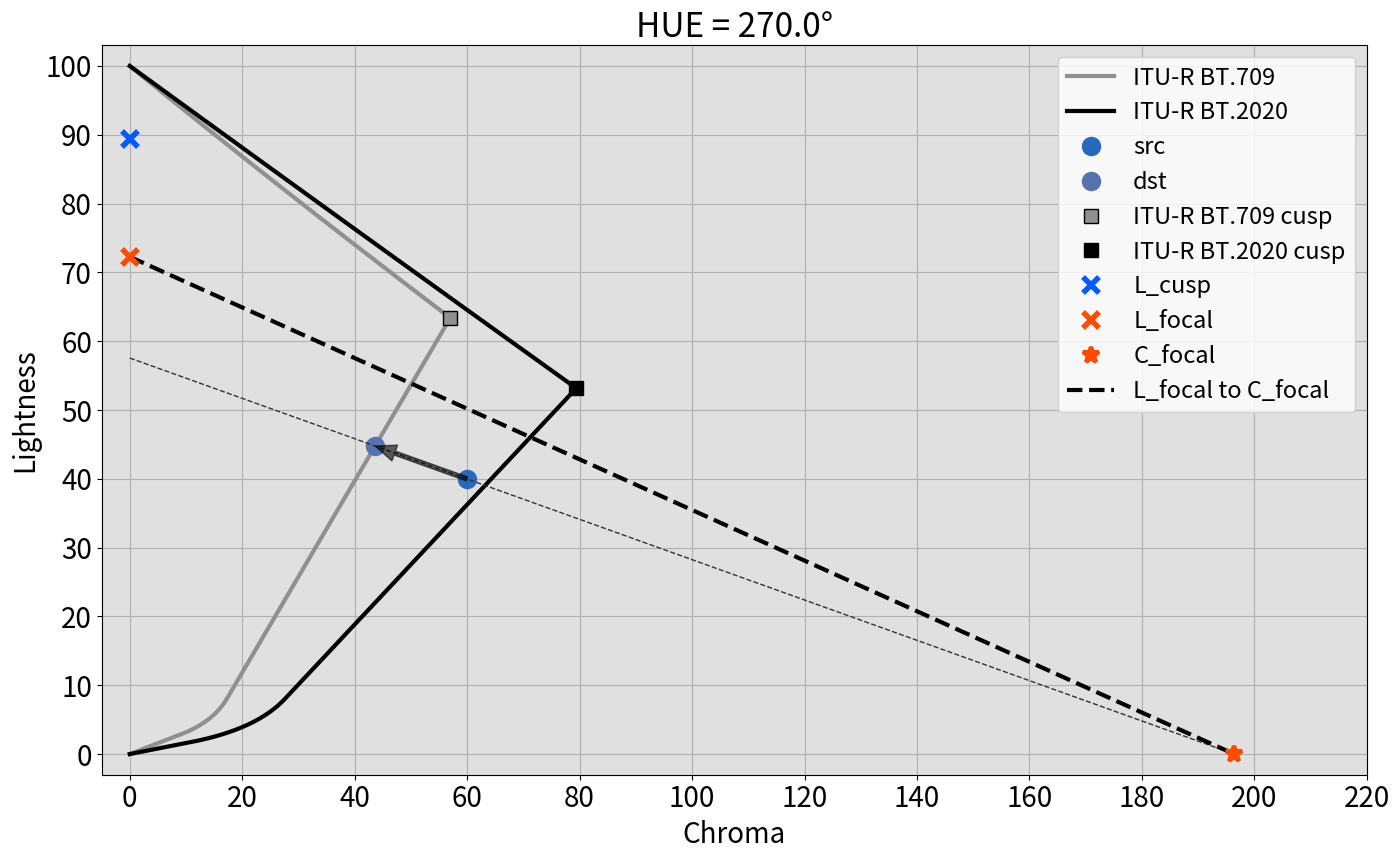 HUE = 270.0°
Lightness
100
90
80
70
60
50
40
30
20
10
0
ITU-R BT.709
ITU-R BT.2020
src
dst
ITU-R BT.709 cusp
ITU-R BT.2020 cusp
L_cusp
L_focal
C_focal
L_focal to C_focal
0 20 40 60 80 100 120 140 160 180 200 220
Chroma